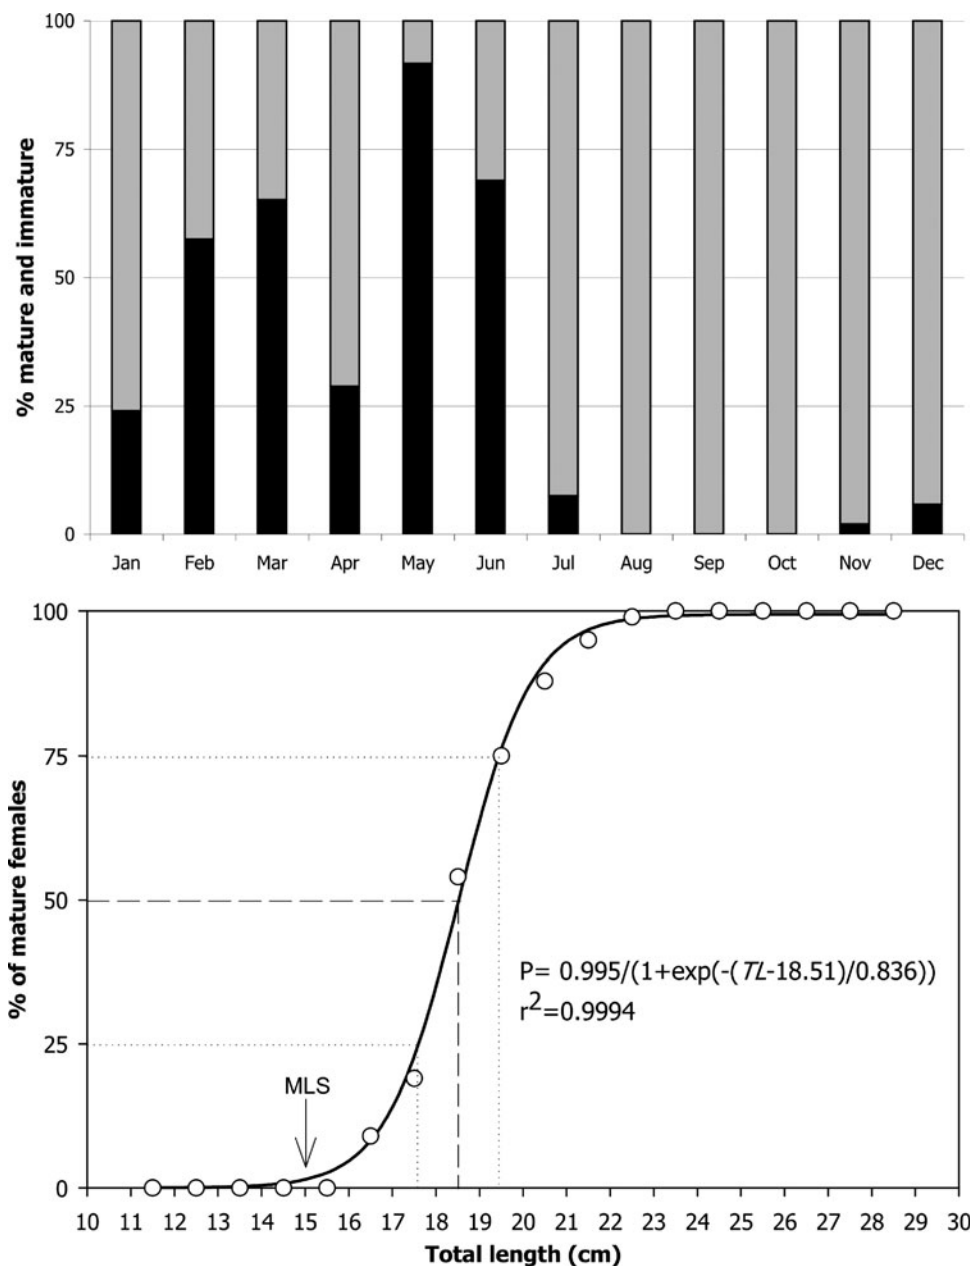 100
75
50
25
0
% mature and immature
Jan Feb Mar Apr May Jun Jul Aug Sep Oct Nov Dec
100
75
50
25
0
% of mature females
MLS
P= 0.995/(1+exp(-(TL-18.51)/0.836))
r2=0.9994
10 11 12 13 14 15 16 17 18 19 20 21 22 23 24 25 26 27 28 29 30
Total length (cm)